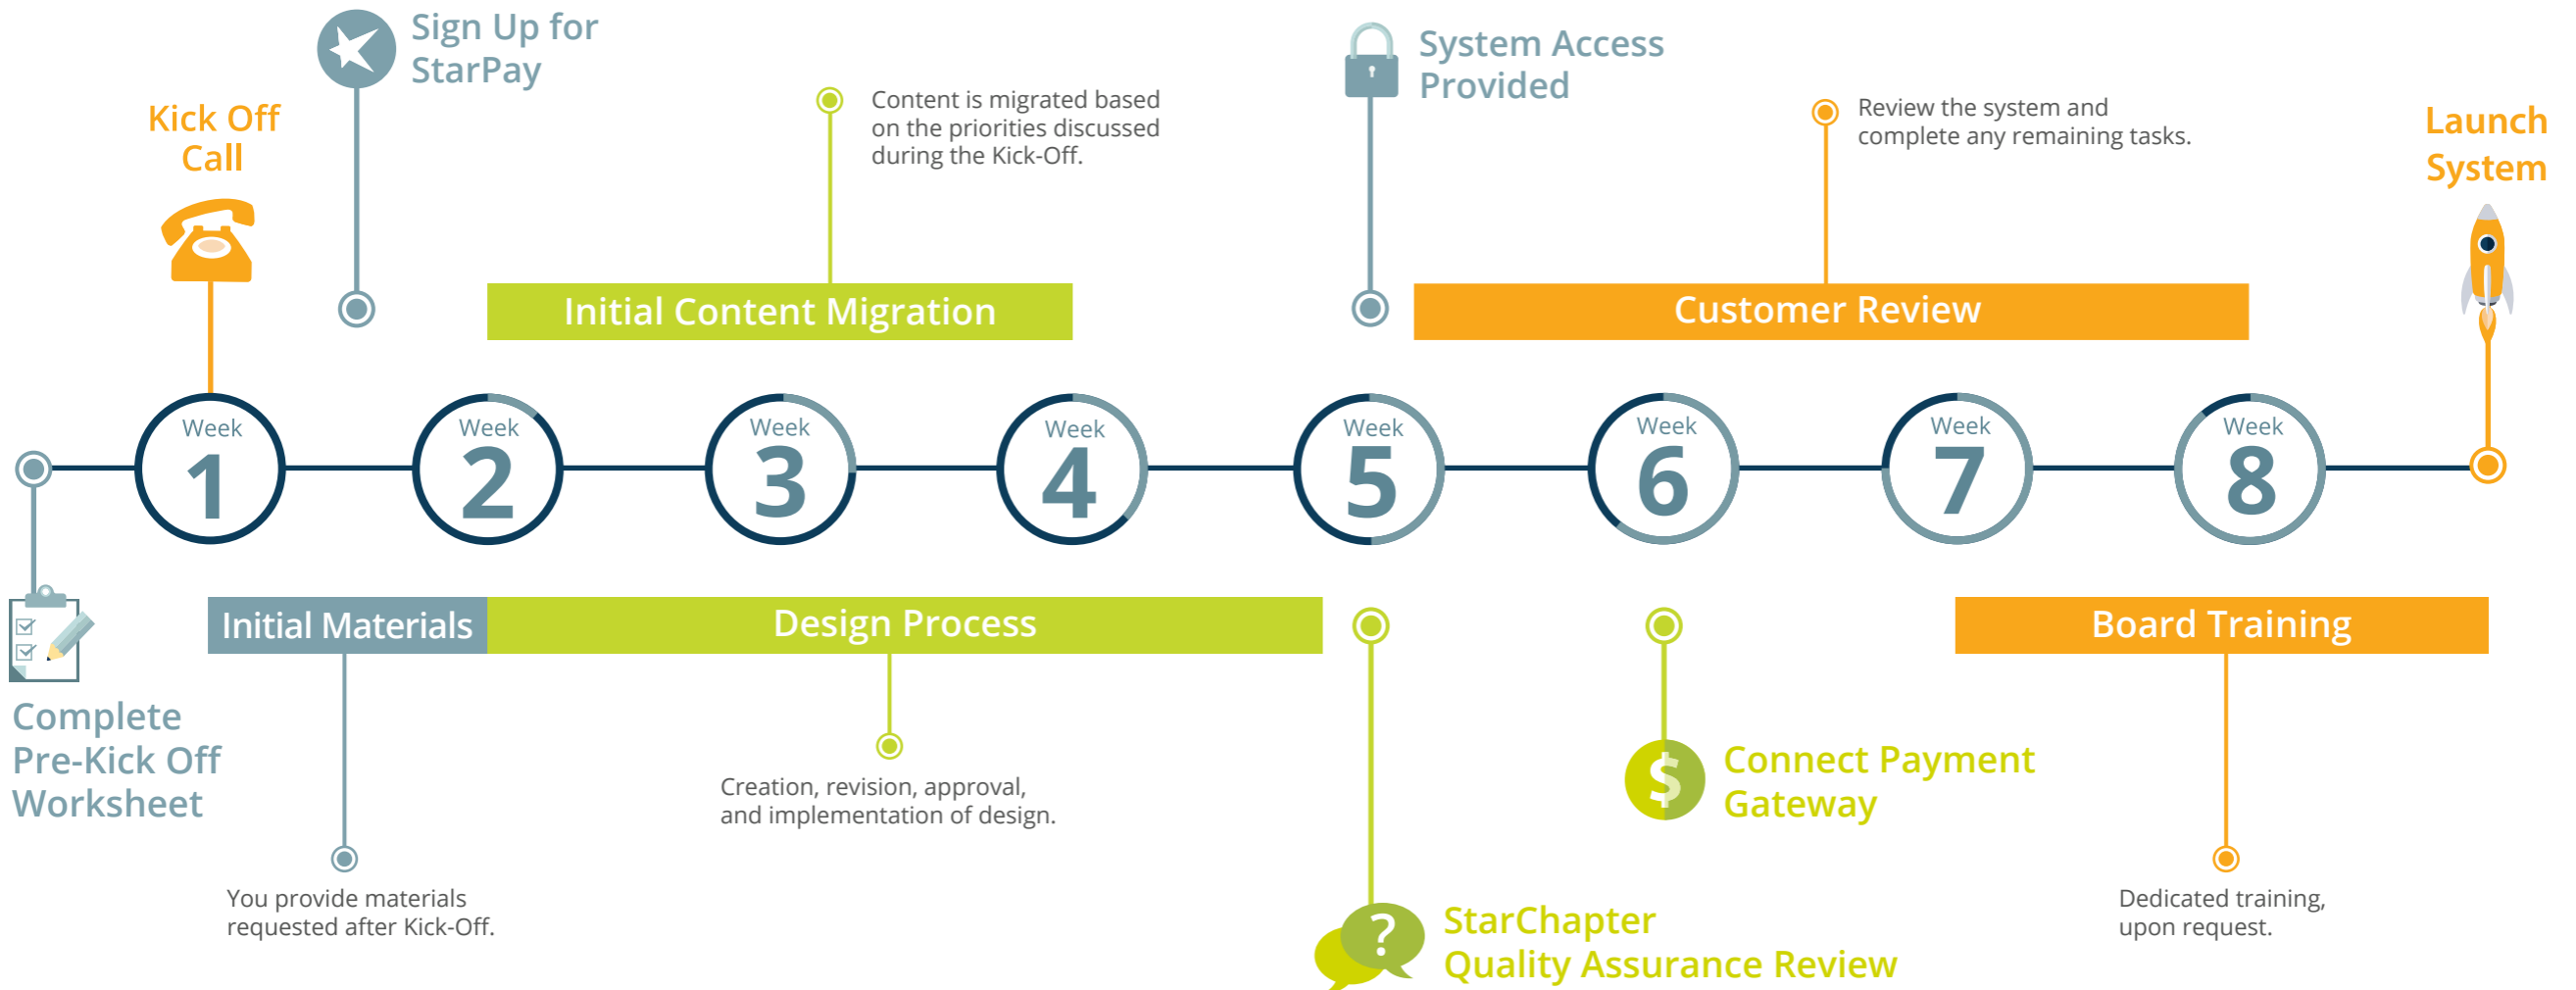 Sign Up for
StarPay
Kick Off
Call
Content is migrated based
on the priorities discussed
during the Kick-Off.
System Access
Provided
Review the system and
complete any remaining tasks.
Launch
System
Initial Content Migration
Customer Review
Week
1
Week
2
Week
3
Week
4
Week
5
Week
6
Week
7
Week
8
Initial Materials
Design Process
Board Training
Complete
Pre-Kick Off
Worksheet
Creation, revision, approval,
and implementation of design.
$
Connect Payment
Gateway
You provide materials
requested after Kick-Off.
?
StarChapter
Quality Assurance Review
Dedicated training,
upon request.